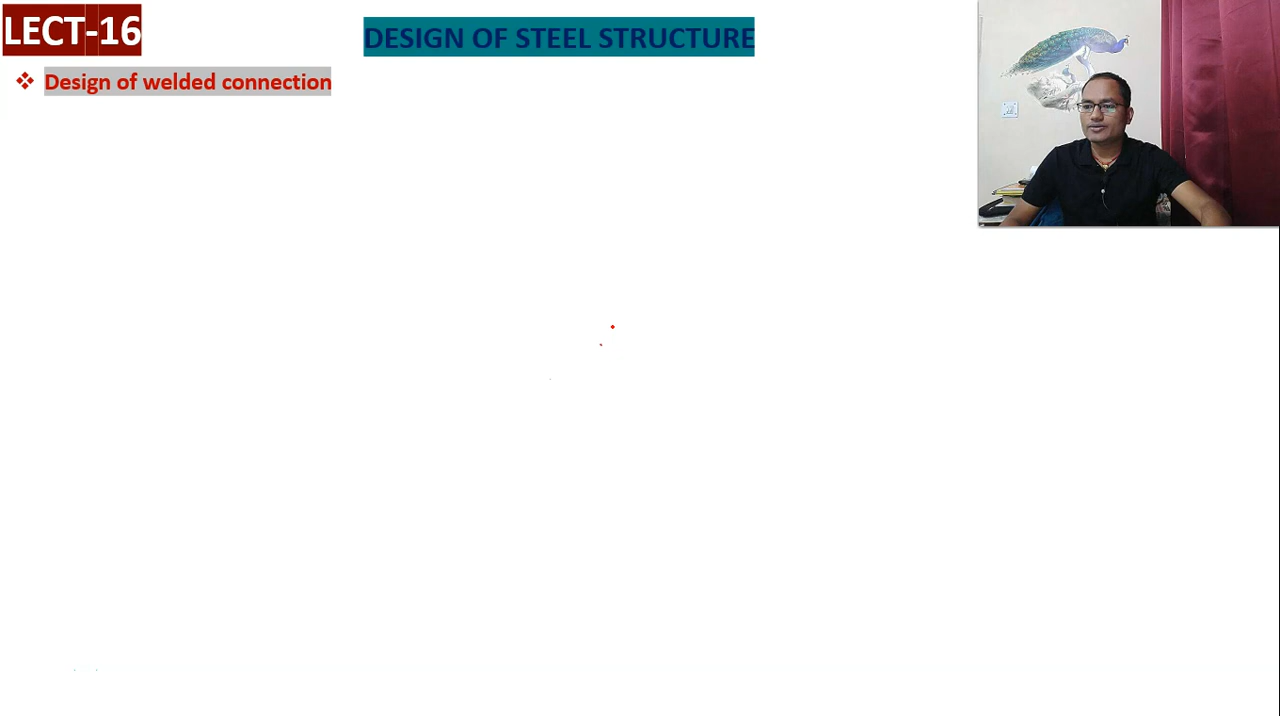 LECT-16
DESIGN OF STEEL STRUCTURE
Design of welded connection